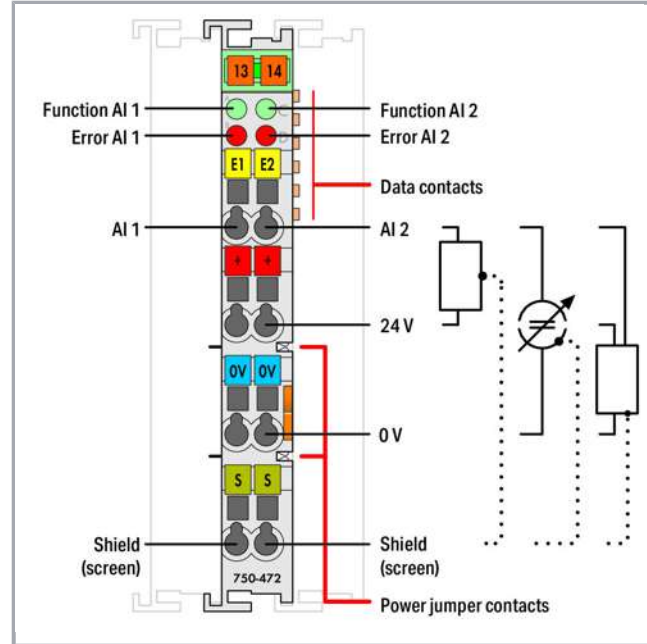 13 14
Function AI 1
Function AI 2
Error AI 1
Error AI 2
E1 E2
Data contacts
AI 1
AI 2
+ +
24 V
0V 0V
0 V
S S
Shield
(screen)
Shield
(screen)
750-472
Power jumper contacts